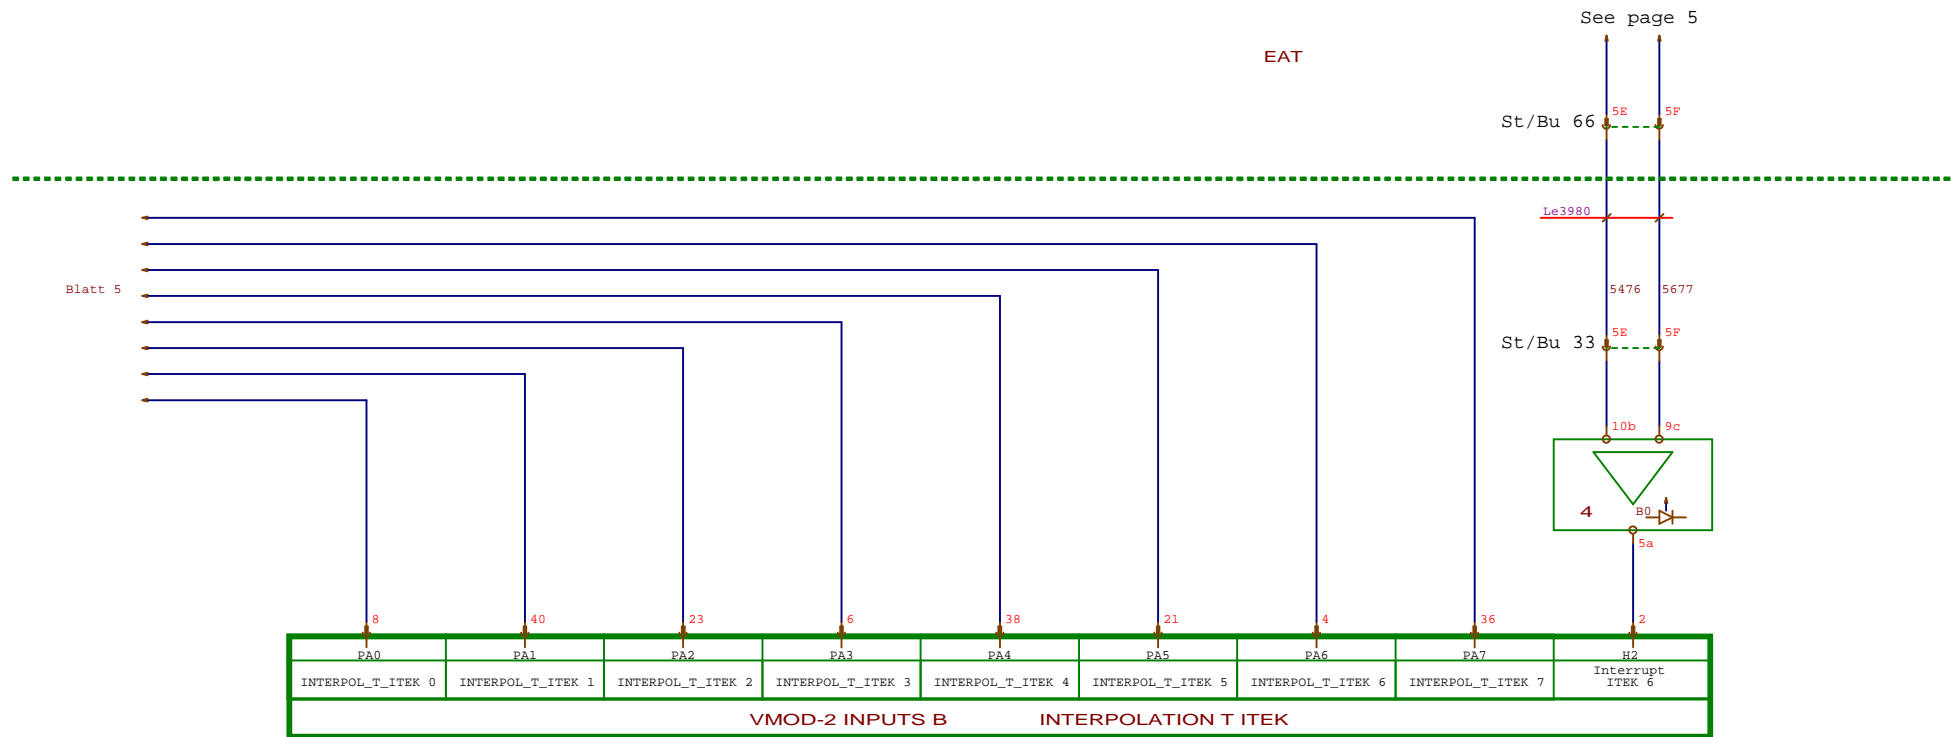 See page 5
EAT
5E 5F
St/Bu 66
Le3980
Blatt 5
5476 5677
5E 5F
St/Bu 33
10b 9c
4 B0
5a
8 40 23 6 38 21 4 36 2
PA0 PA1 PA2 PA3 PA4 PA5 PA6 PA7 H2
INTERPOL_T_ITEK 0 INTERPOL_T_ITEK 1 INTERPOL_T_ITEK 2 INTERPOL_T_ITEK 3 INTERPOL_T_ITEK 4 INTERPOL_T_ITEK 5 INTERPOL_T_ITEK 6 INTERPOL_T_ITEK 7 Interrupt
ITEK 6
VMOD-2 INPUTS B INTERPOLATION T ITEK